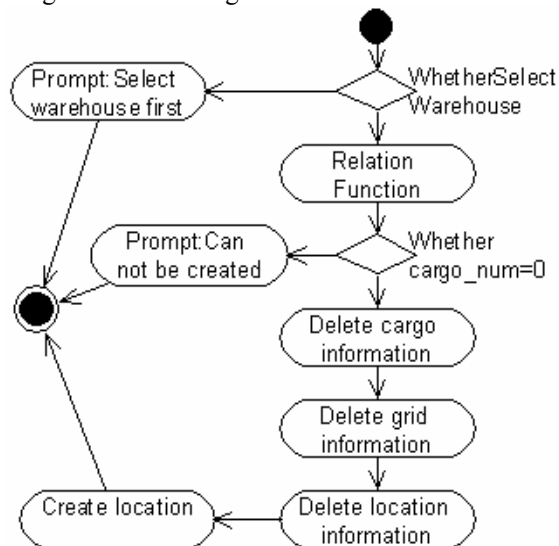 Prompt:Select
warehouse first
WhetherSelect
Warehouse
Relation
Function
Prompt:Can
not be created
Whether
cargo_num=0
Delete cargo
information
Delete grid
information
Create location
Delete location
information